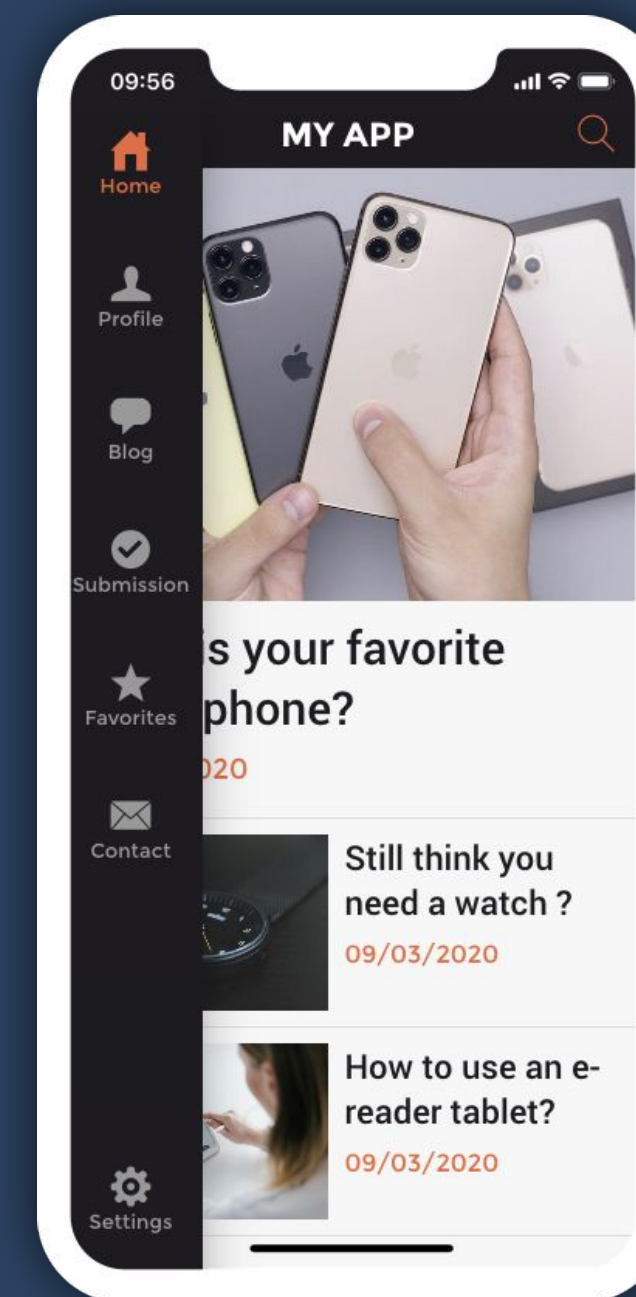 09:56
MY APP
Home
Profile
Blog
Submission
Favorites
Contact
Settings
is your favorite
phone?
020
Still think you
need a watch ?
09/03/2020
How to use an e-
reader tablet?
09/03/2020